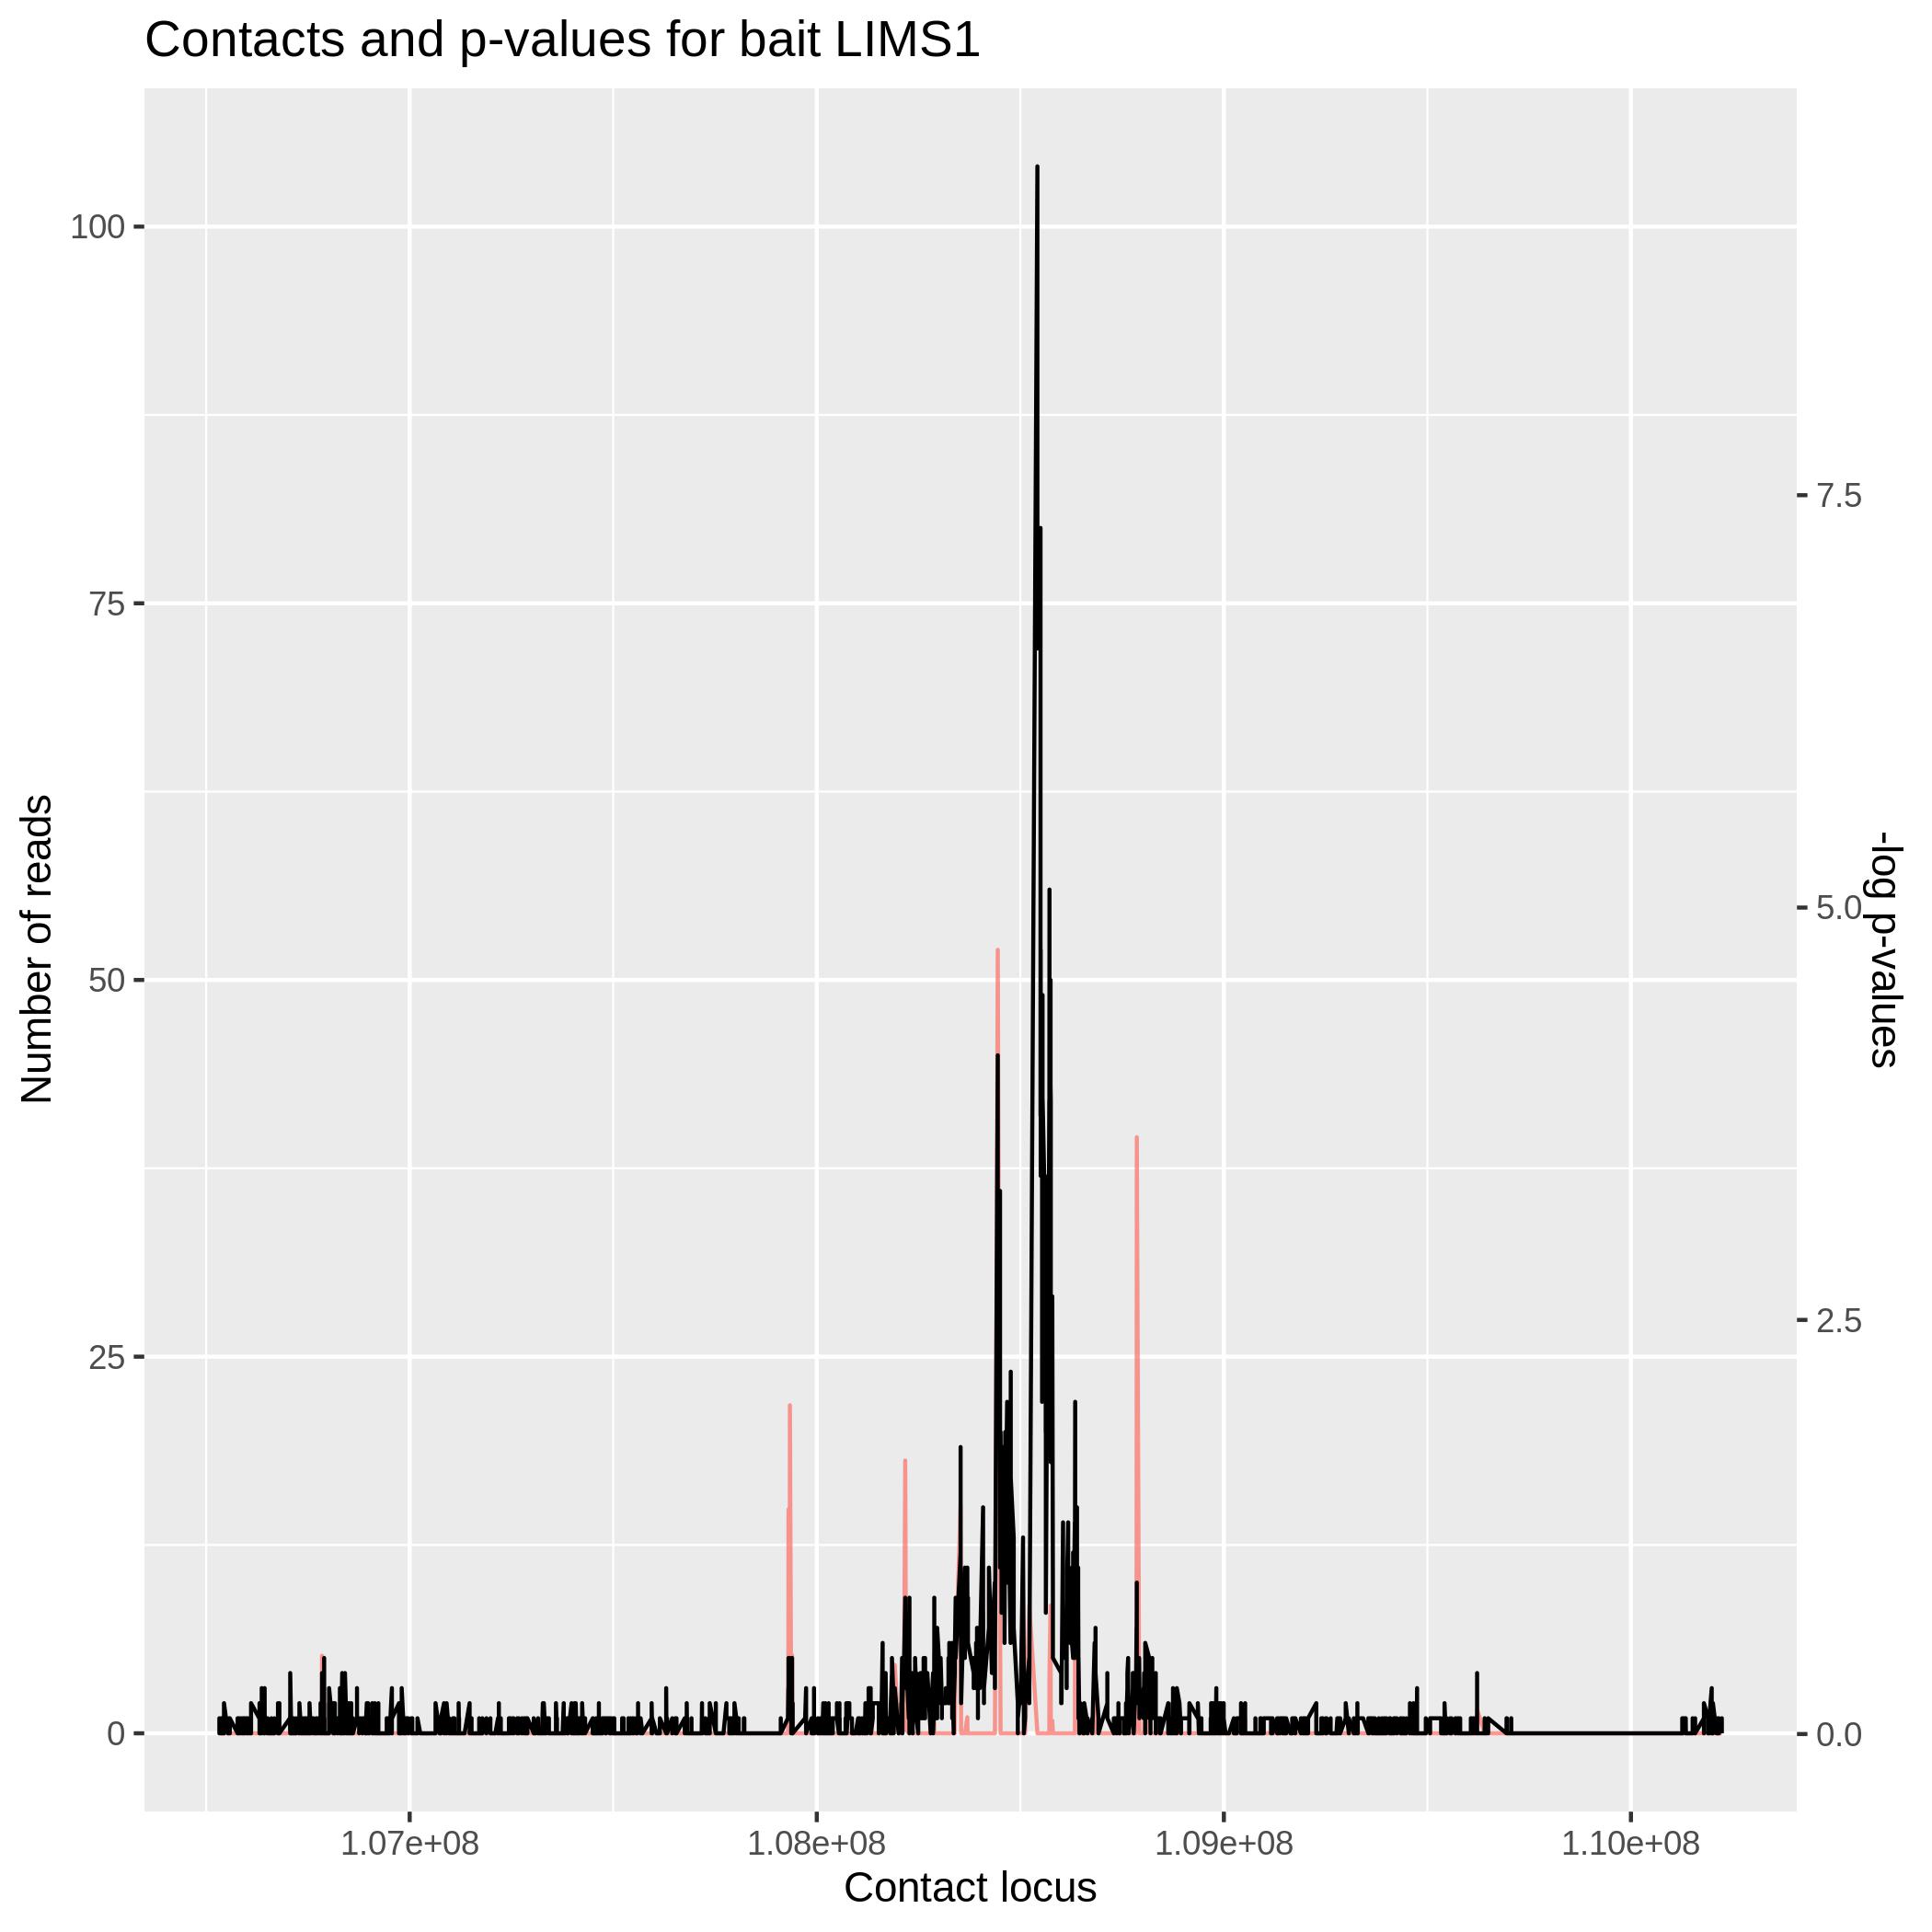 Contacts and p-values for bait LIMS1
100
75
50
25
0
Number of reads
7.5
5.0
2.5
0.0
-log p-values
1.07e+08
1.08e+08
1.09e+08
1.10e+08
Contact locus